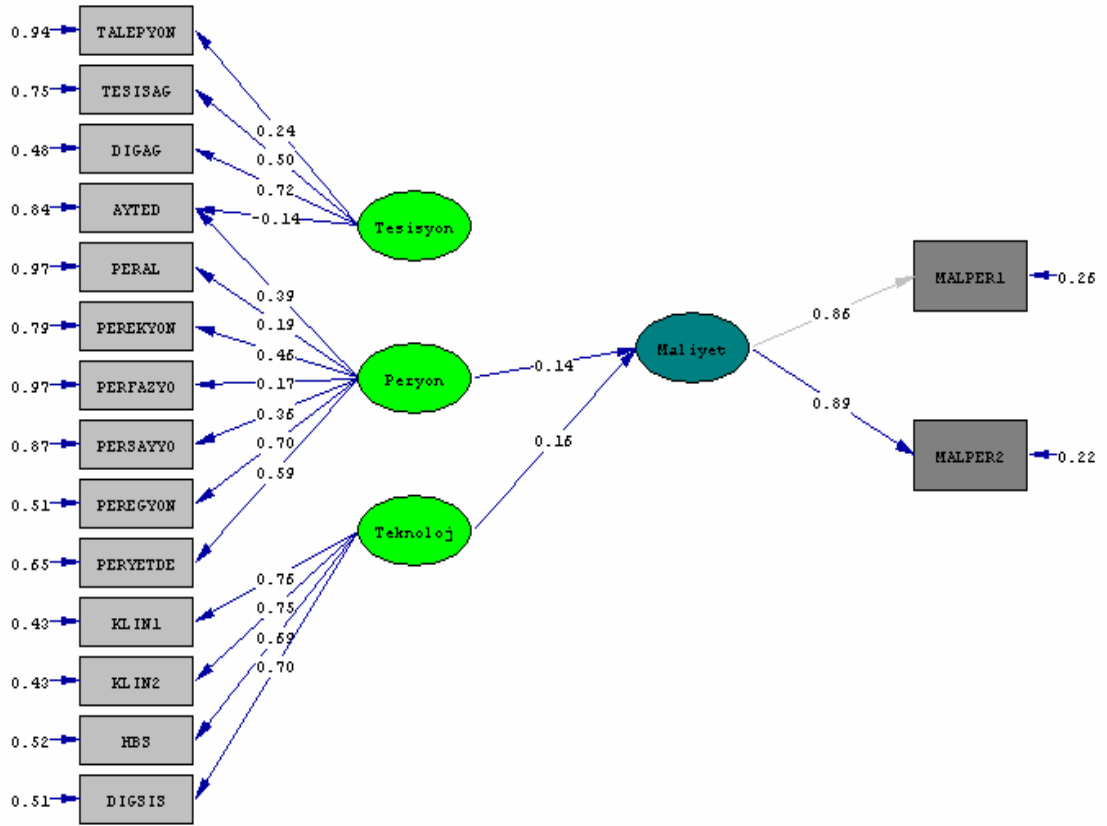 0.94 TALEPYON
0.75 TESISAG
0.48 DIGAG
0.84 AYTED
0.97 PERAL
0.79 PEREKYON
0.97 PERFAZYO
0.87 PERSAYYO
0.51 PEREGYON
0.65 PERYETDE
0.43 KLIN1
0.43 KLIN2
0.52 HBS
0.51 DIGSIS
0.24
0.50
0.72
-0.14
0.39
0.19
0.46
0.17
0.36
0.70
0.59
0.76
0.75
0.69
0.70
Tesisyon
Peryon
Teknoloj
-0.14
0.16
Maliyet
0.86
0.89
MALPER1 0.26
MALPER2 0.22